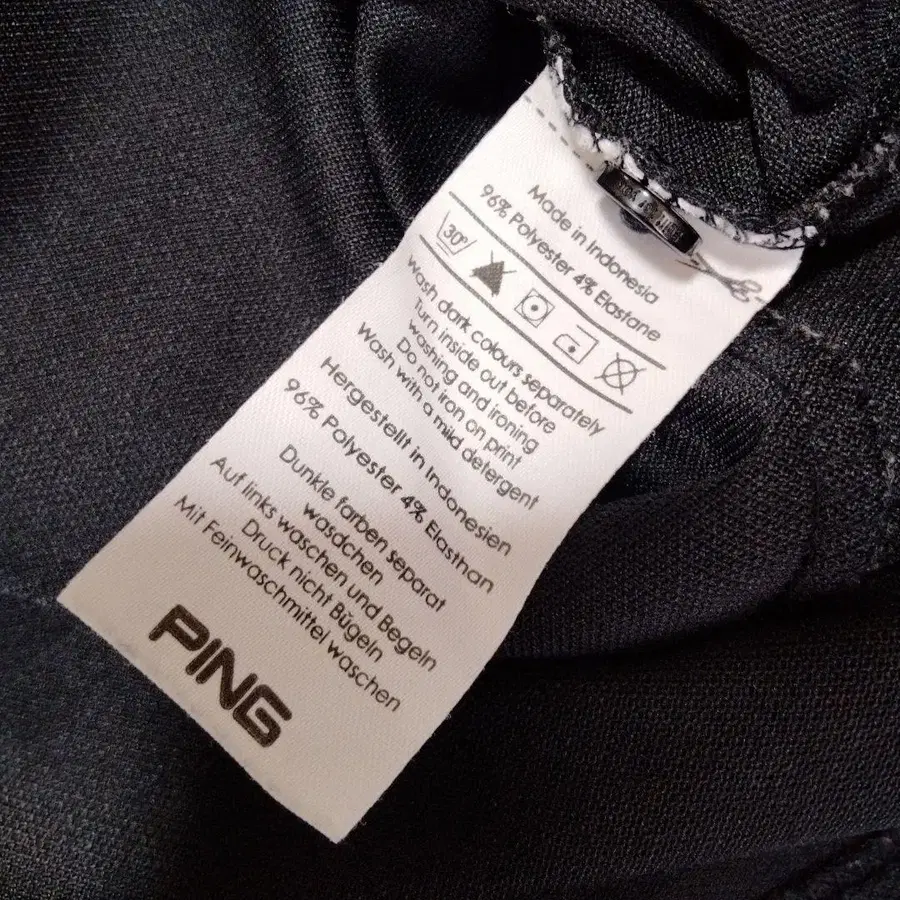 Made in Indonesia
96% Polyester 4% Elastane
30°
Wash dark colours separately
Turn inside out before
washing and ironing
Do not iron on print
Wash with a mild detergent
Hergestellt in Indonesien
96% Polyester 4% Elasthan
Dunkle farben separat
wasdchen
Auf links waschen und Begeln
Druck nicht Bŭgeln
Mit Feinwaschmittel waschen
PING